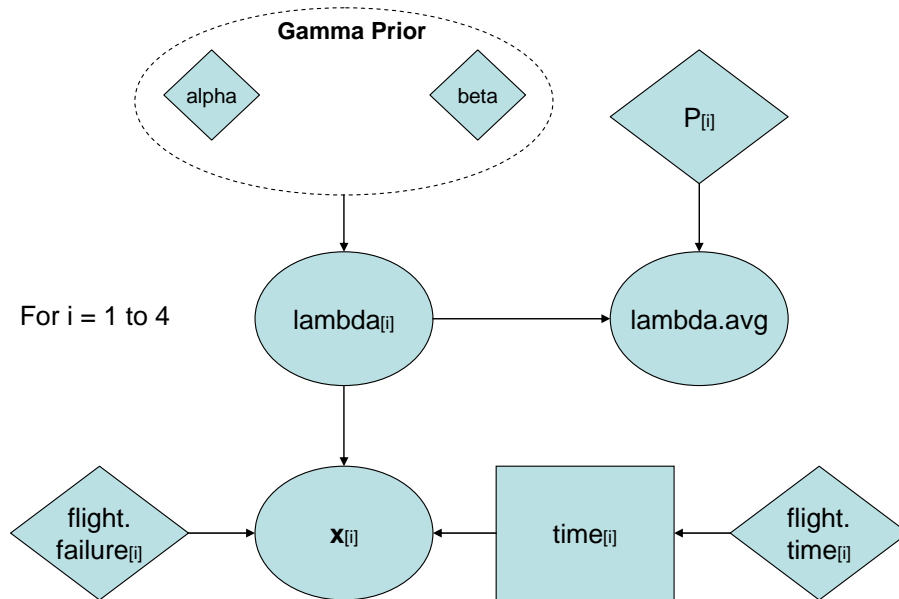 Gamma Prior
alpha
beta
P[i]
For i = 1 to 4
lambda[i]
lambda.avg
flight.
failure[i]
x[i]
time[i]
flight.
time[i]